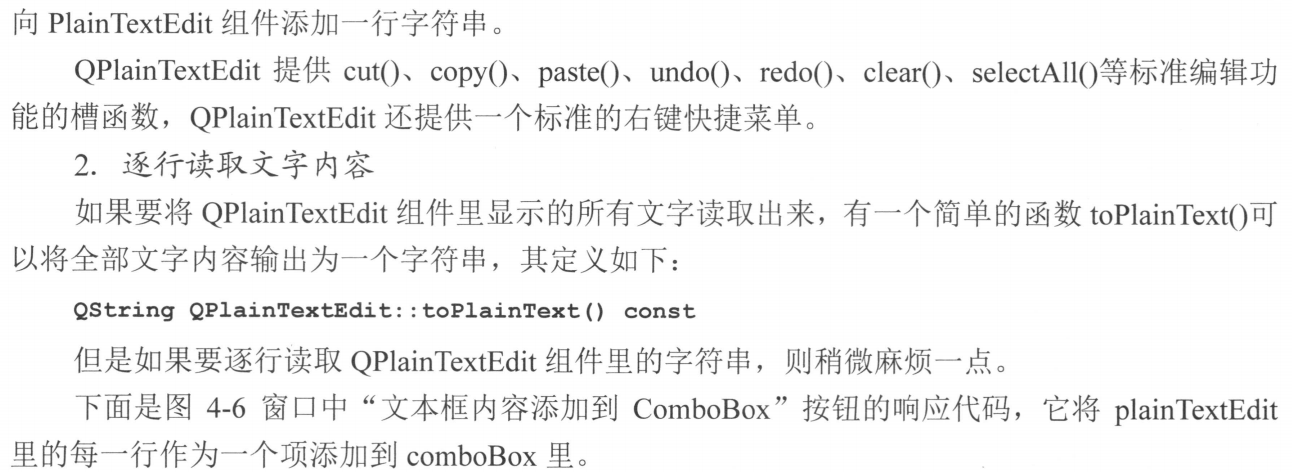 向 PlainTextEdit 组件添加一行字符串。
QPlainTextEdit 提供 cut()、copy()、paste()、undo()、redo()、clear()、selectAll()等标准编辑功
能的槽函数，QPlainTextEdit 还提供一个标准的右键快捷菜单。
2. 逐行读取文字内容
如果要将 QPlainTextEdit 组件里显示的所有文字读取出来，有一个简单的函数 toPlainText()可
以将全部文字内容输出为一个字符串，其定义如下：
QString QPlainTextEdit::toPlainText() const
但是如果要逐行读取 QPlainTextEdit 组件里的字符串，则稍微麻烦一点。
下面是图 4-6 窗口中“文本框内容添加到 ComboBox”按钮的响应代码，它将 plainTextEdit
里的每一行作为一个项添加到 comboBox 里。